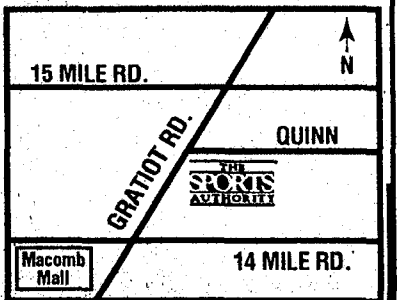 N
15 MILE RD.
GRATIOT RD.
QUINN
THE
SPORTS
AUTHORITY
Macomb
Mall
14 MILE RD.